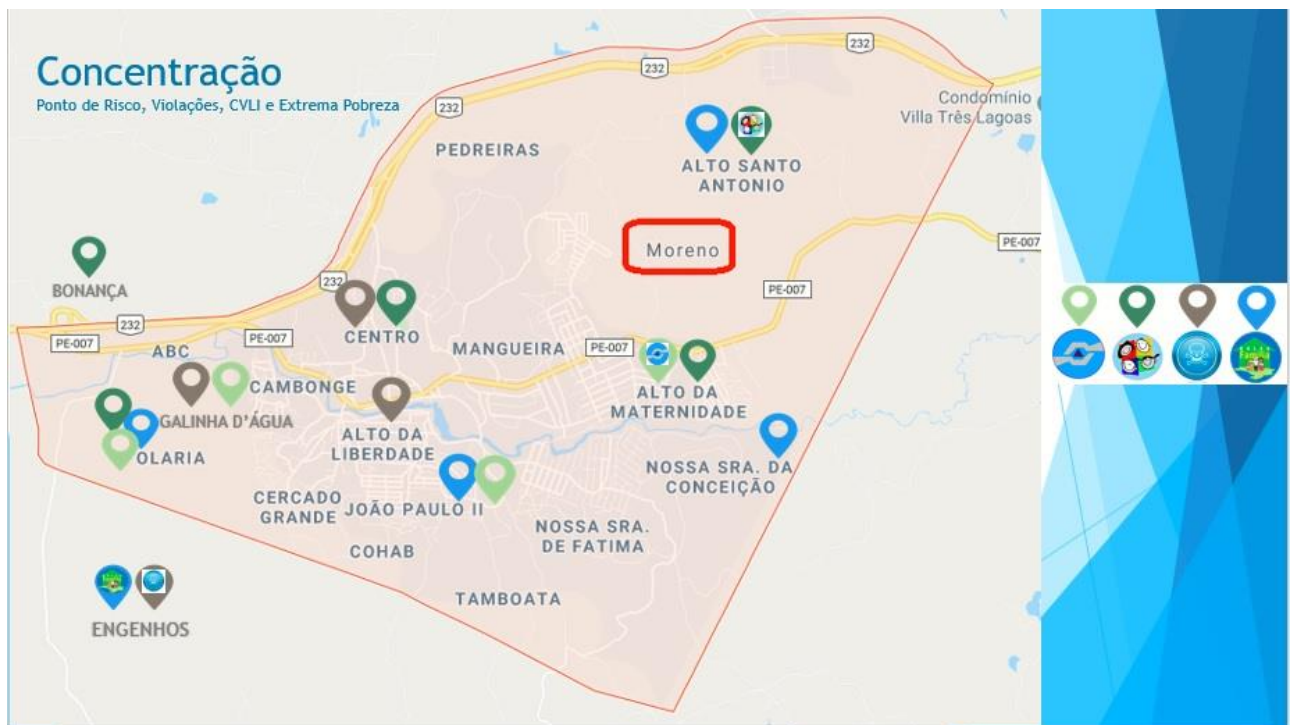 Concentração
Ponto de Risco, Violações, CVLI e Extrema Pobreza
232
232
232
Condomínio
Villa Três Lagoas
PEDREIRAS
ALTO SANTO
ANTONIO
Moreno
PE-007
BONANÇA
232
PE-007
232
PE-007
PE-007
CENTRO
ABC
MANGUEIRA
PE-007
CAMBONGE
ALTO DA
MATERNIDADE
GALINHA D'ÁGUA
ALTO DA
LIBERDADE
OLARIA
NOSSA SRA. DA
CONCEIÇÃO
CERCADO
GRANDE
JOÃO PAULO II
NOSSA SRA.
DE FATIMA
COHAB
TAMBOATA
ENGENHOS